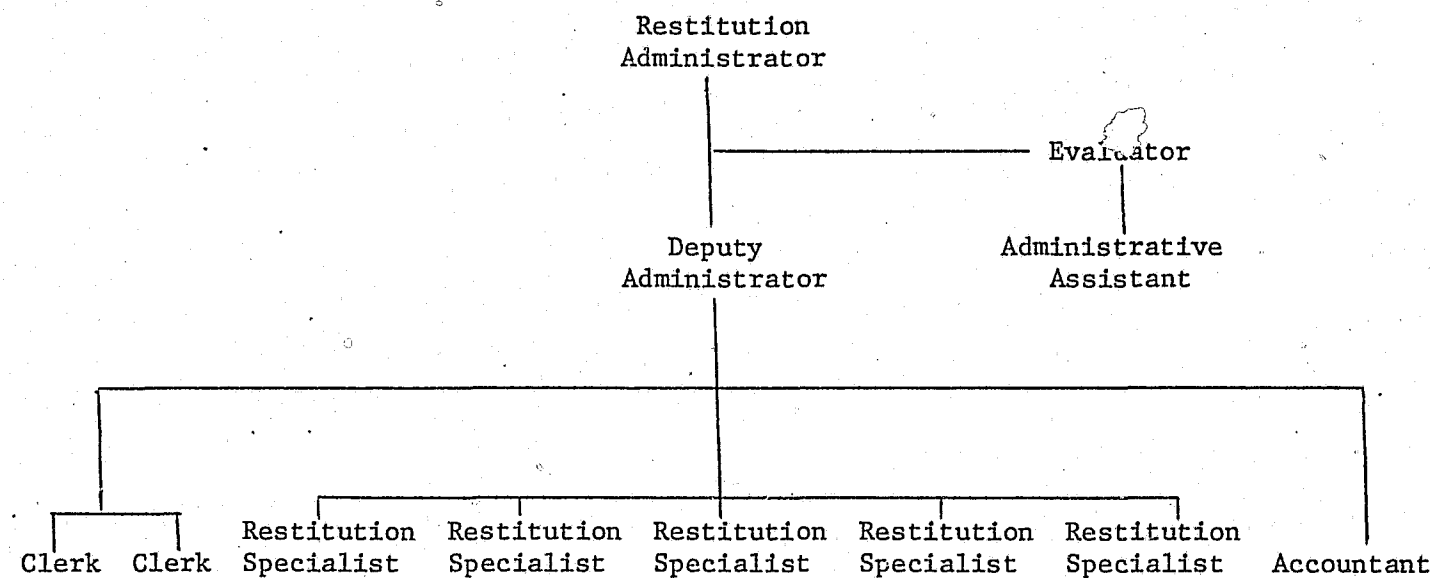 Restitution
Administrator
Evaluator
Deputy
Administrator
Administrative
Assistant
Clerk
Clerk
Restitution
Specialist
Restitution
Specialist
Restitution
Specialist
Restitution
Specialist
Restitution
Specialist
Accountant